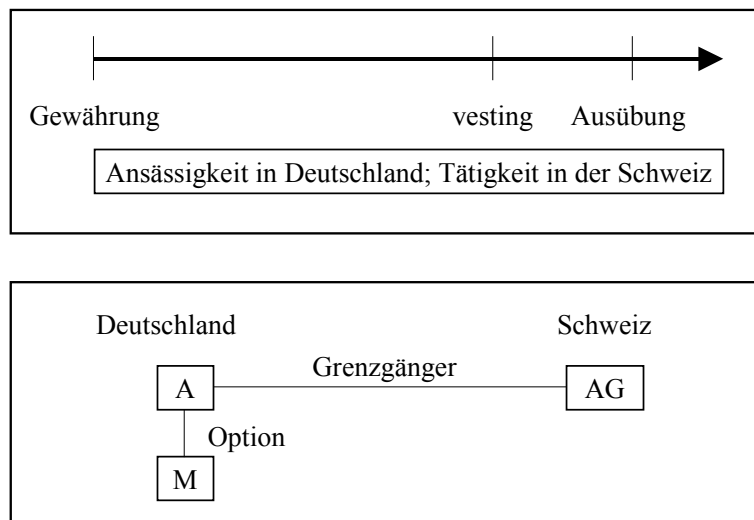 Gewährung vesting Ausübung
Ansässigkeit in Deutschland; Tätigkeit in der Schweiz
Deutschland Schweiz
Grenzgänger
A AG
Option
M